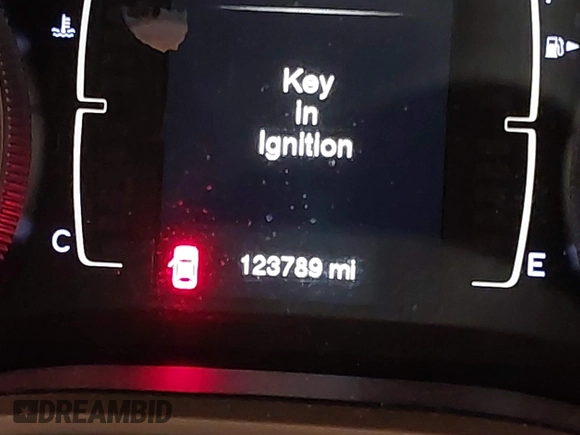 Key
in
Ignition
C
123789 mi
E
DREAMBID